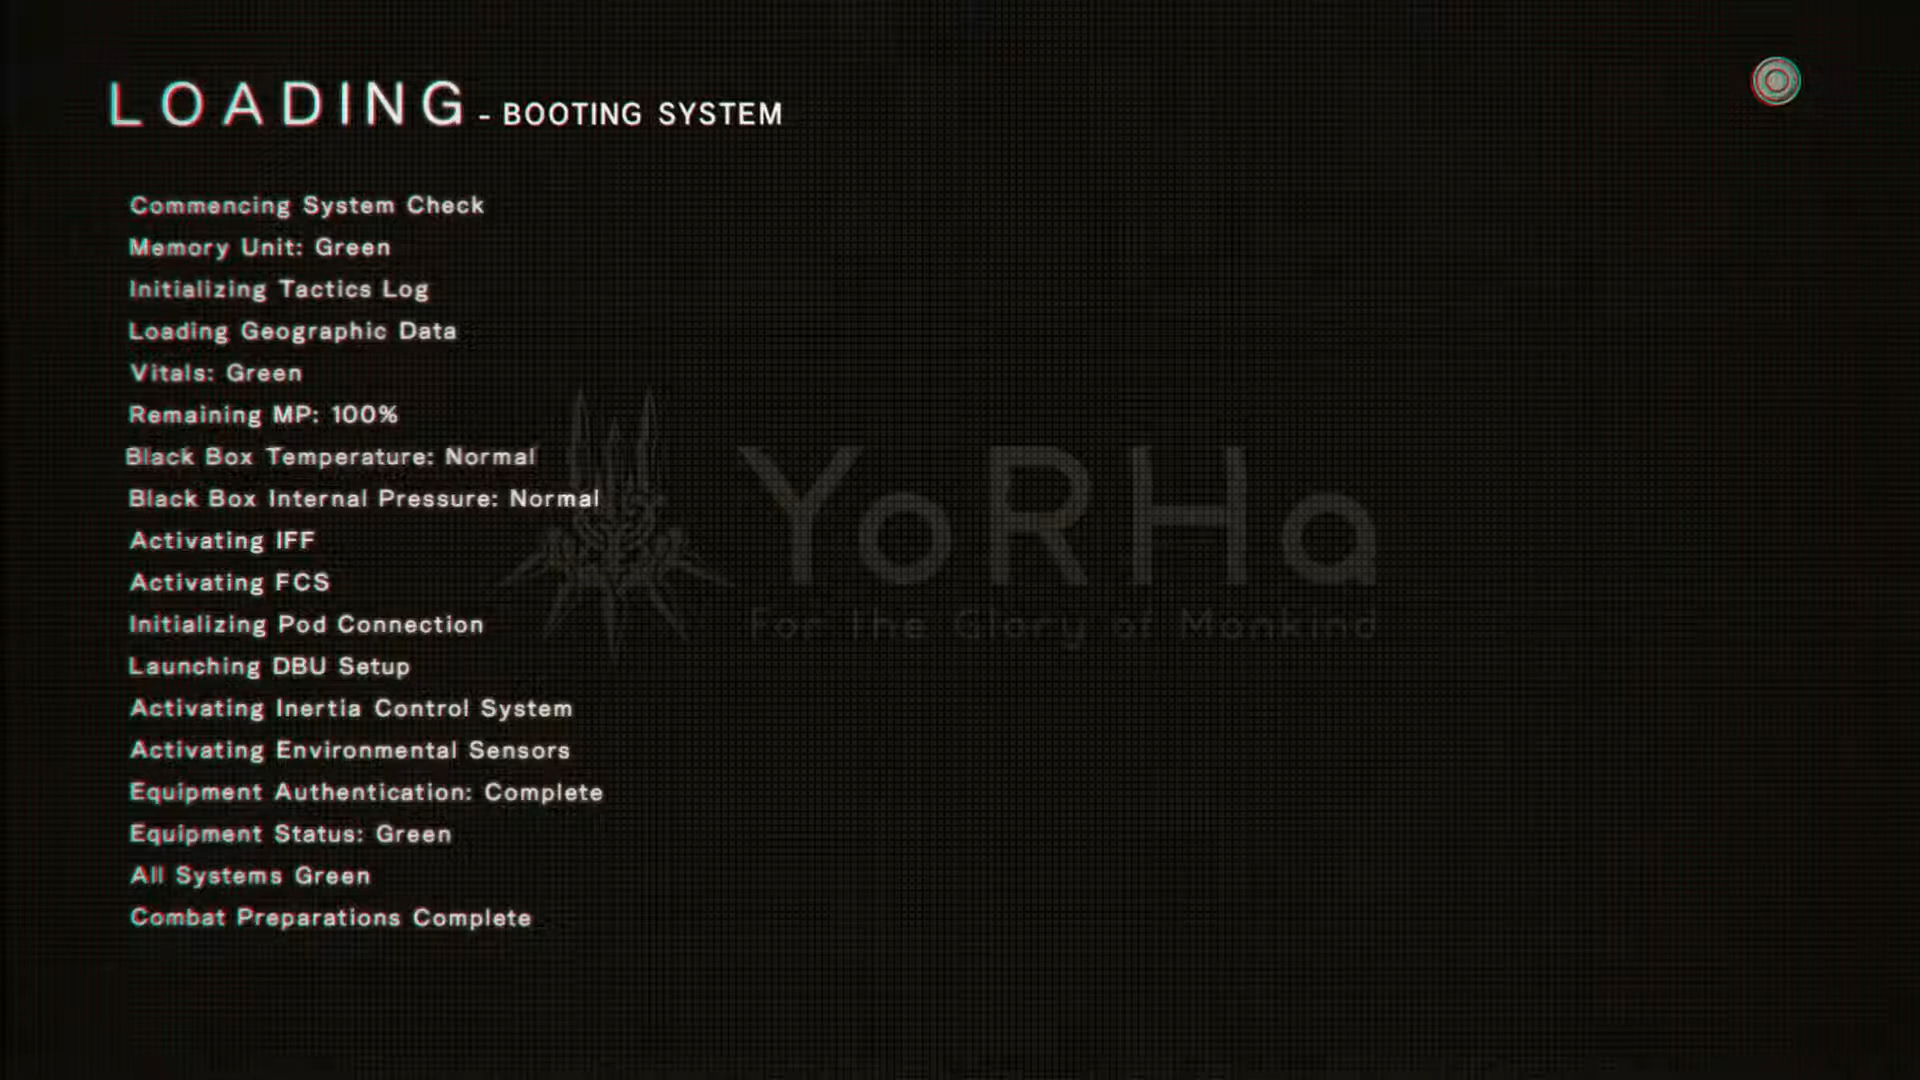 LOADING - BOOTING SYSTEM
Commencing System Check
Memory Unit: Green
Initializing Tactics Log
Loading Geographic Data
Vitals: Green
Remaining MP: 100%
Black Box Temperature: Normal
Black Box Internal Pressure: Normal
Activating IFF
Activating FCS
Initializing Pod Connection
Launching DBU Setup
Activating Inertia Control System
Activating Environmental Sensors
Equipment Authentication: Complete
Equipment Status: Green
All Systems Green
Combat Preparations Complete
YoRHa
For the Glory of Mankind